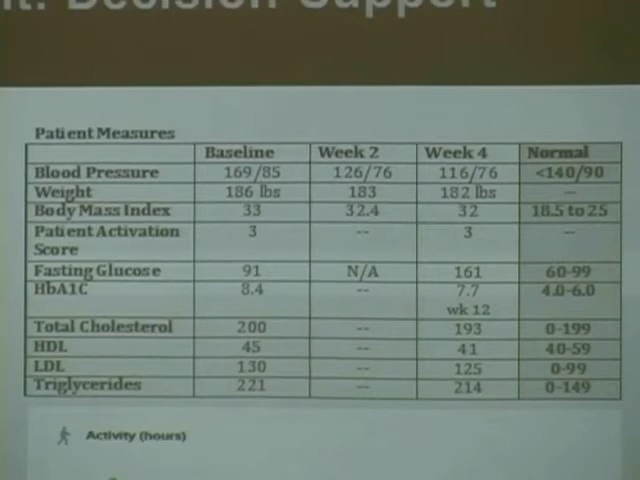 Decision Support
Patient Measures
Baseline Week 2 Week 4 Normal
Blood Pressure 169/85 126/76 116/76 <140/90
Weight 186 lbs 183 182 lbs --
Body Mass Index 33 32.4 32 18.5 to 25
Patient Activation Score 3 -- 3 --
Fasting Glucose 91 N/A 161 60-99
HbA1C 8.4 -- 7.7 wk 12 4.0-6.0
Total Cholesterol 200 -- 193 0-199
HDL 45 -- 41 40-59
LDL 130 -- 125 0-99
Triglycerides 221 -- 214 0-149
Activity (hours)